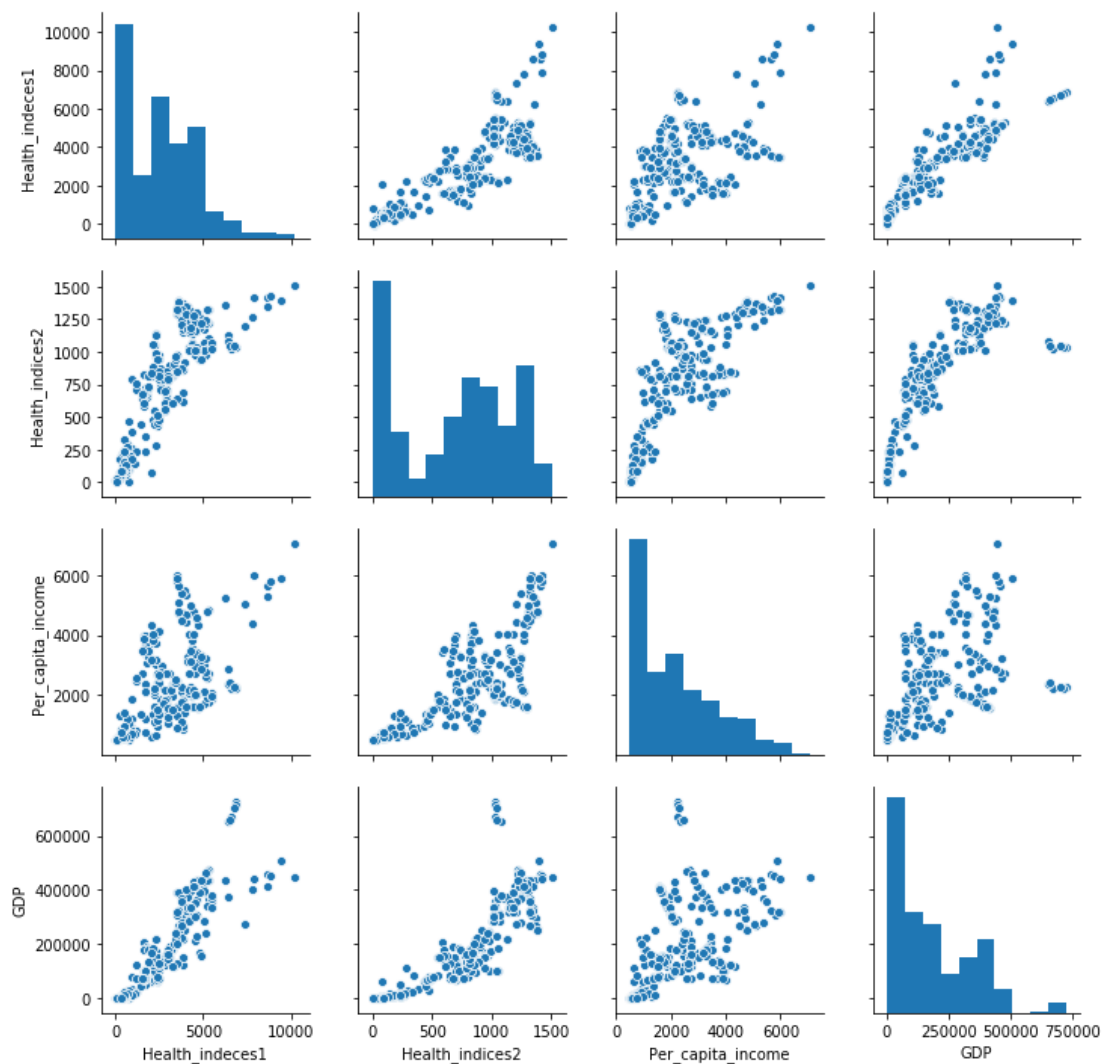 10000
8000
6000
4000
2000
0
Health_indeces1
1500
1250
1000
750
500
250
0
Health_indices2
6000
4000
2000
Per_capita_income
600000
400000
200000
0
GDP
0 5000 10000
Health_indeces1
0 500 1000 1500
Health_indices2
0 2000 4000 6000
Per_capita_income
0 250000 500000 750000
GDP